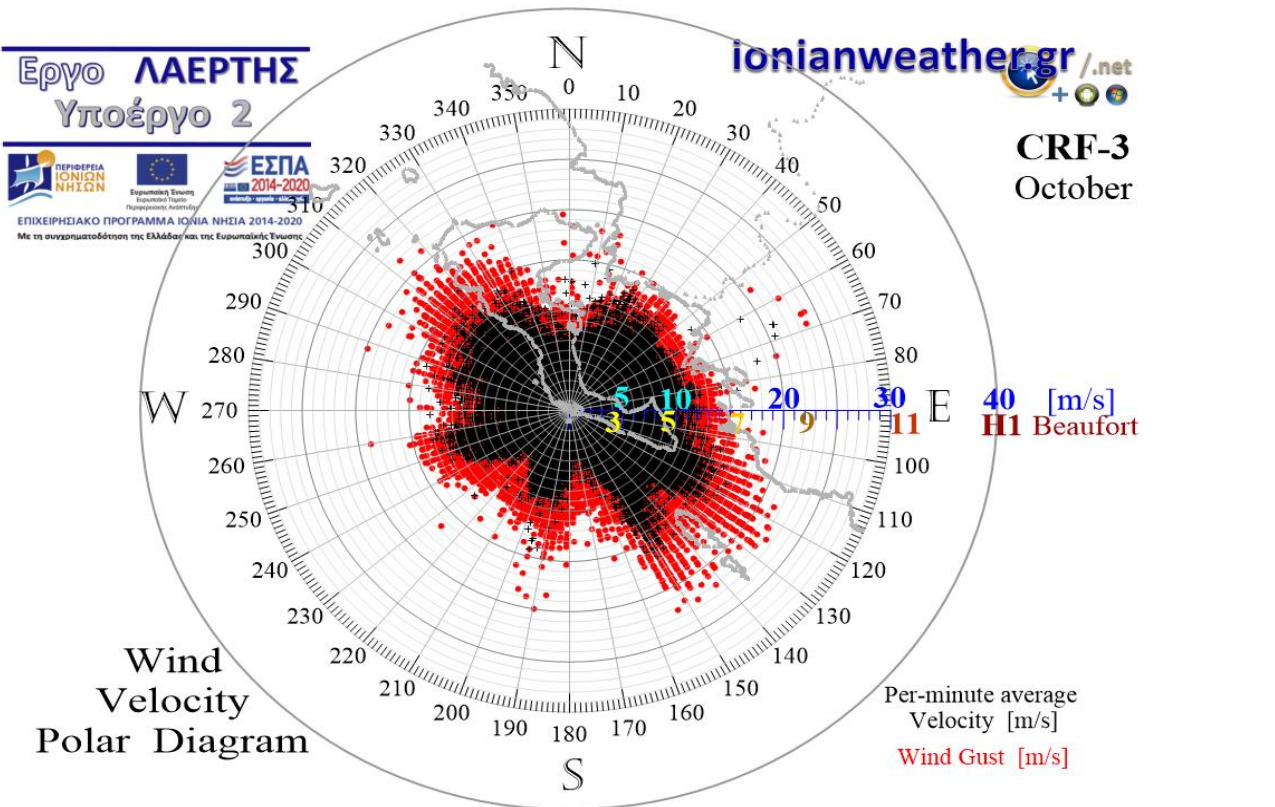 Εργο ΛΑΕΡΤΗΣ
Υποέργο 2
ΠΕΡΙΦΕΡΕΙΑ
ΙΟΝΙΩΝ
ΝΗΣΩΝ
Ευρωπαϊκή Ένωση
Ευρωπαϊκό Ταμείο
Περιφερειακής Ανάπτυξης
ΕΣΠΑ
2014-2020
ΕΠΙΧΕΙΡΗΣΙΑΚΟ ΠΡΟΓΡΑΜΜΑ ΙΟΝΙΑ ΝΗΣΙΑ 2014-2020
Με τη συγχρηματοδότηση της Ελλάδας και της Ευρωπαϊκής Ένωσης
ionianweather.gr /.net
CRF-3
October
N
0
10
20
30
40
50
60
70
80
E
100
110
120
130
140
150
160
170
180
S
190
200
210
220
230
240
250
260
270
W
280
290
300
310
320
330
340
350
5 10 20 30 40 [m/s]
3 5 7 9 11 H1 Beaufort
Wind
Velocity
Polar Diagram
Per-minute average
Velocity [m/s]
Wind Gust [m/s]